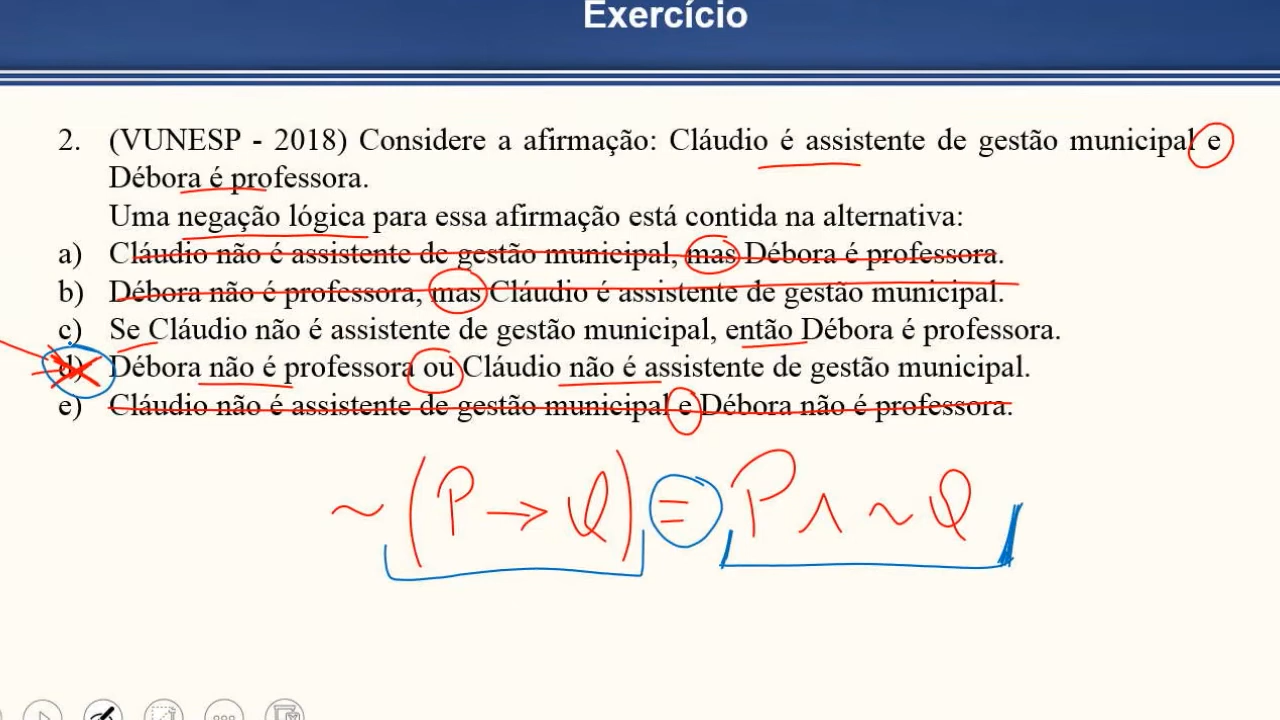 Exercício
2. (VUNESP - 2018) Considere a afirmação: Cláudio é assistente de gestão municipal e
Débora é professora.
Uma negação lógica para essa afirmação está contida na alternativa:
a) Cláudio não é assistente de gestão municipal, mas Débora é professora.
b) Débora não é professora, mas Cláudio é assistente de gestão municipal.
c) Se Cláudio não é assistente de gestão municipal, então Débora é professora.
d) Débora não é professora ou Cláudio não é assistente de gestão municipal.
e) Cláudio não é assistente de gestão municipal e Débora não é professora.
~(P → Q) = P ∧ ~Q